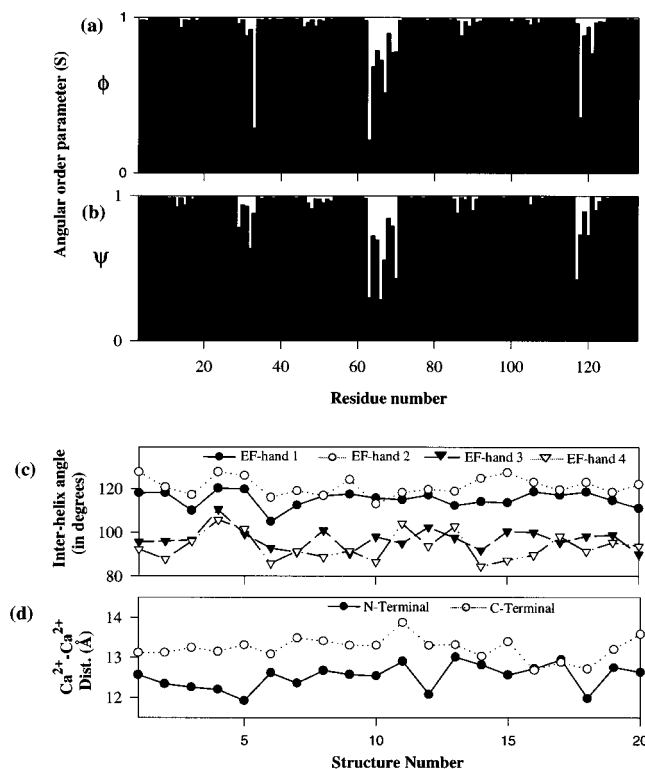 (a)
1
ϕ
0
Angular order parameter (S)
(b)
1
ψ
0
20 40 60 80 100 120
Residue number
(c)
EF-hand 1 EF-hand 2 EF-hand 3 EF-hand 4
Inter-helix angle
(in degrees)
120
100
80
(d)
N-Terminal C-Terminal
Ca2+-Ca2+
Dist. (Å)
14
13
12
5 10 15 20
Structure Number